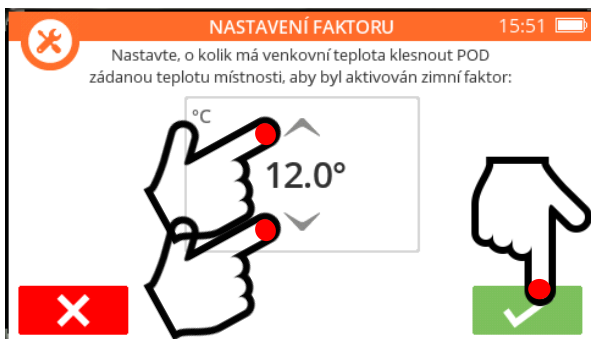 NASTAVENÍ FAKTORU 15:51
Nastavte, o kolik má venkovní teplota klesnout POD
zádanou teplotu místnosti, aby byl aktivován zimní faktor:
°C
12.0°